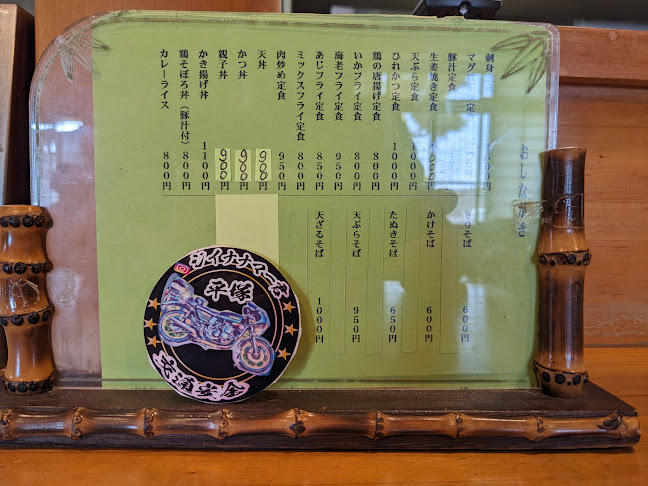 おしながき
刺身
豚汁定食
生姜焼き定食
天ぷら定食 1000円
ひれかつ定食 1000円
鶏の唐揚げ定食 800円
いかフライ定食 800円
海老フライ定食 950円
あじフライ定食 850円
ミックスフライ定食 800円
肉炒め定食 950円
天丼 900円
かつ丼 900円
親子丼 900円
かき揚げ丼 1100円
鶏そぼろ丼(豚汁付) 800円
カレーライス 800円
もりそば 600円
かけそば 600円
たぬきそば 650円
天ぷらそば 950円
天ざるそば 1000円
平塚
交通安全